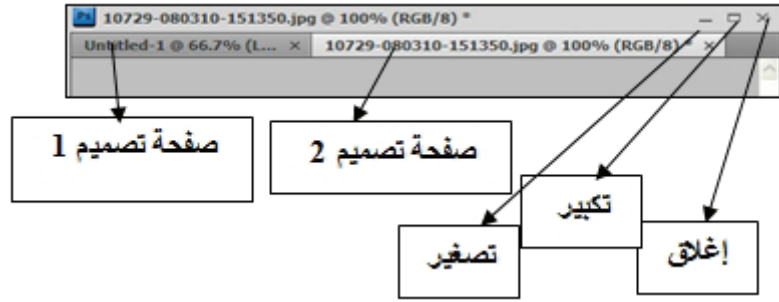 Ps 10729-080310-151350.jpg @ 100% (RGB/8) *
Untitled-1 @ 66.7% (L... × 10729-080310-151350.jpg @ 100% (RGB/8) * ×
صفحة تصميم 1
صفحة تصميم 2
تكبير
تصغير
إغلاق